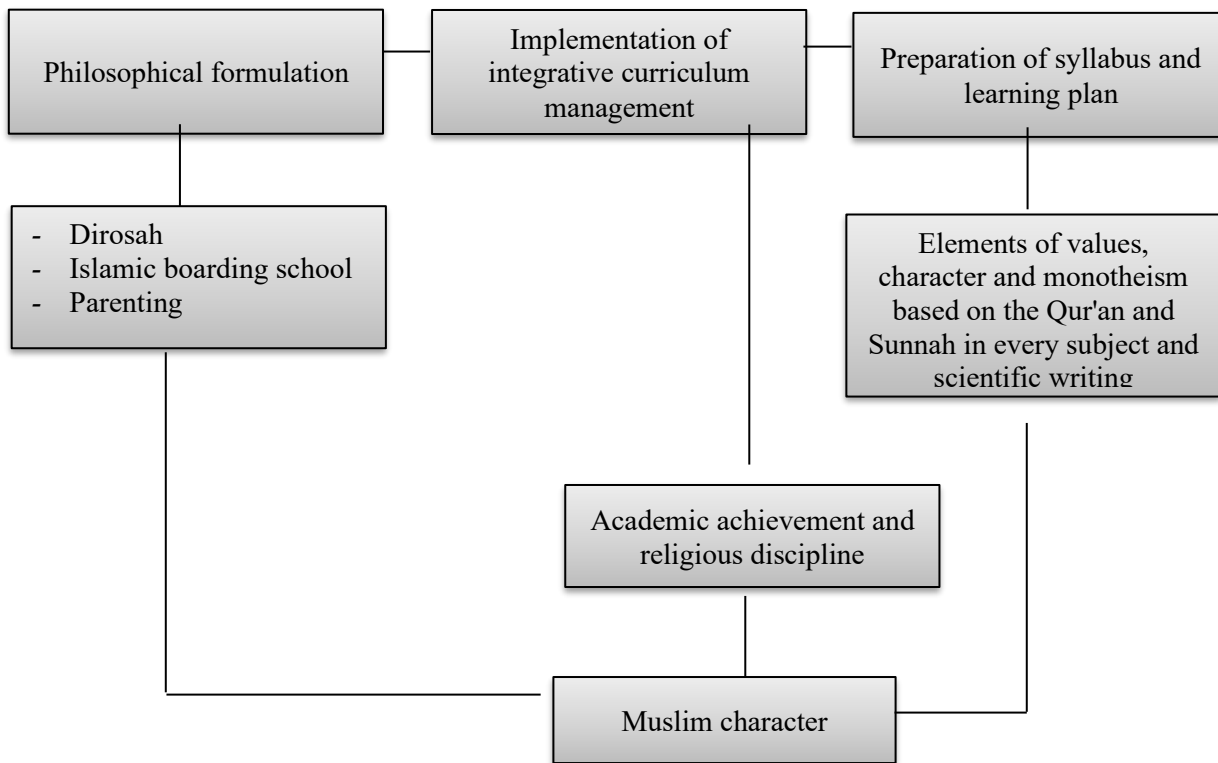 Philosophical formulation
Implementation of
integrative curriculum
management
Preparation of syllabus and
learning plan
- Dirosah
- Islamic boarding school
- Parenting
Elements of values,
character and monotheism
based on the Qur'an and
Sunnah in every subject and
scientific writing
Academic achievement and
religious discipline
Muslim character